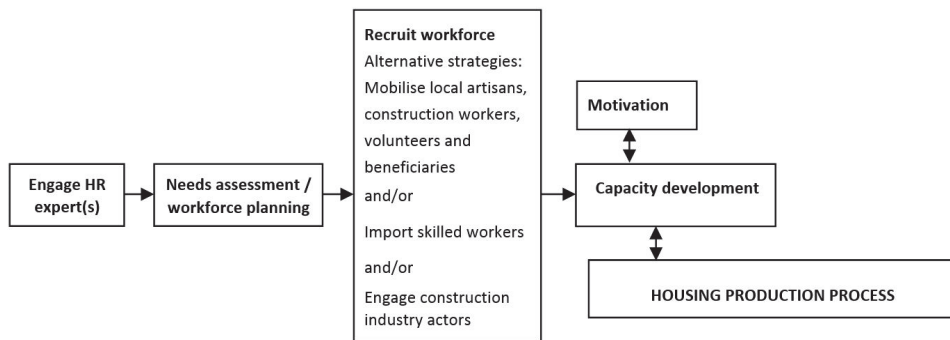 Engage HR
expert(s)
Needs assessment /
workforce planning
Recruit workforce
Alternative strategies:
Mobilise local artisans,
construction workers,
volunteers and
beneficiaries
and/or
Import skilled workers
and/or
Engage construction
industry actors
Motivation
Capacity development
HOUSING PRODUCTION PROCESS